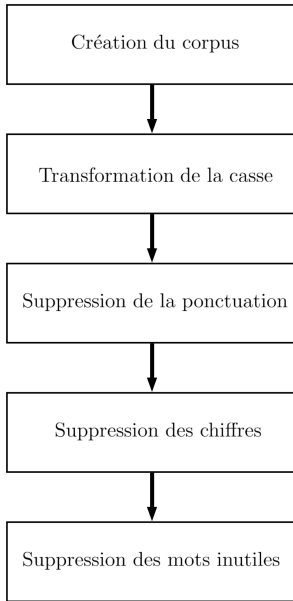 Création du corpus
Transformation de la casse
Suppression de la ponctuation
Suppression des chiffres
Suppression des mots inutiles